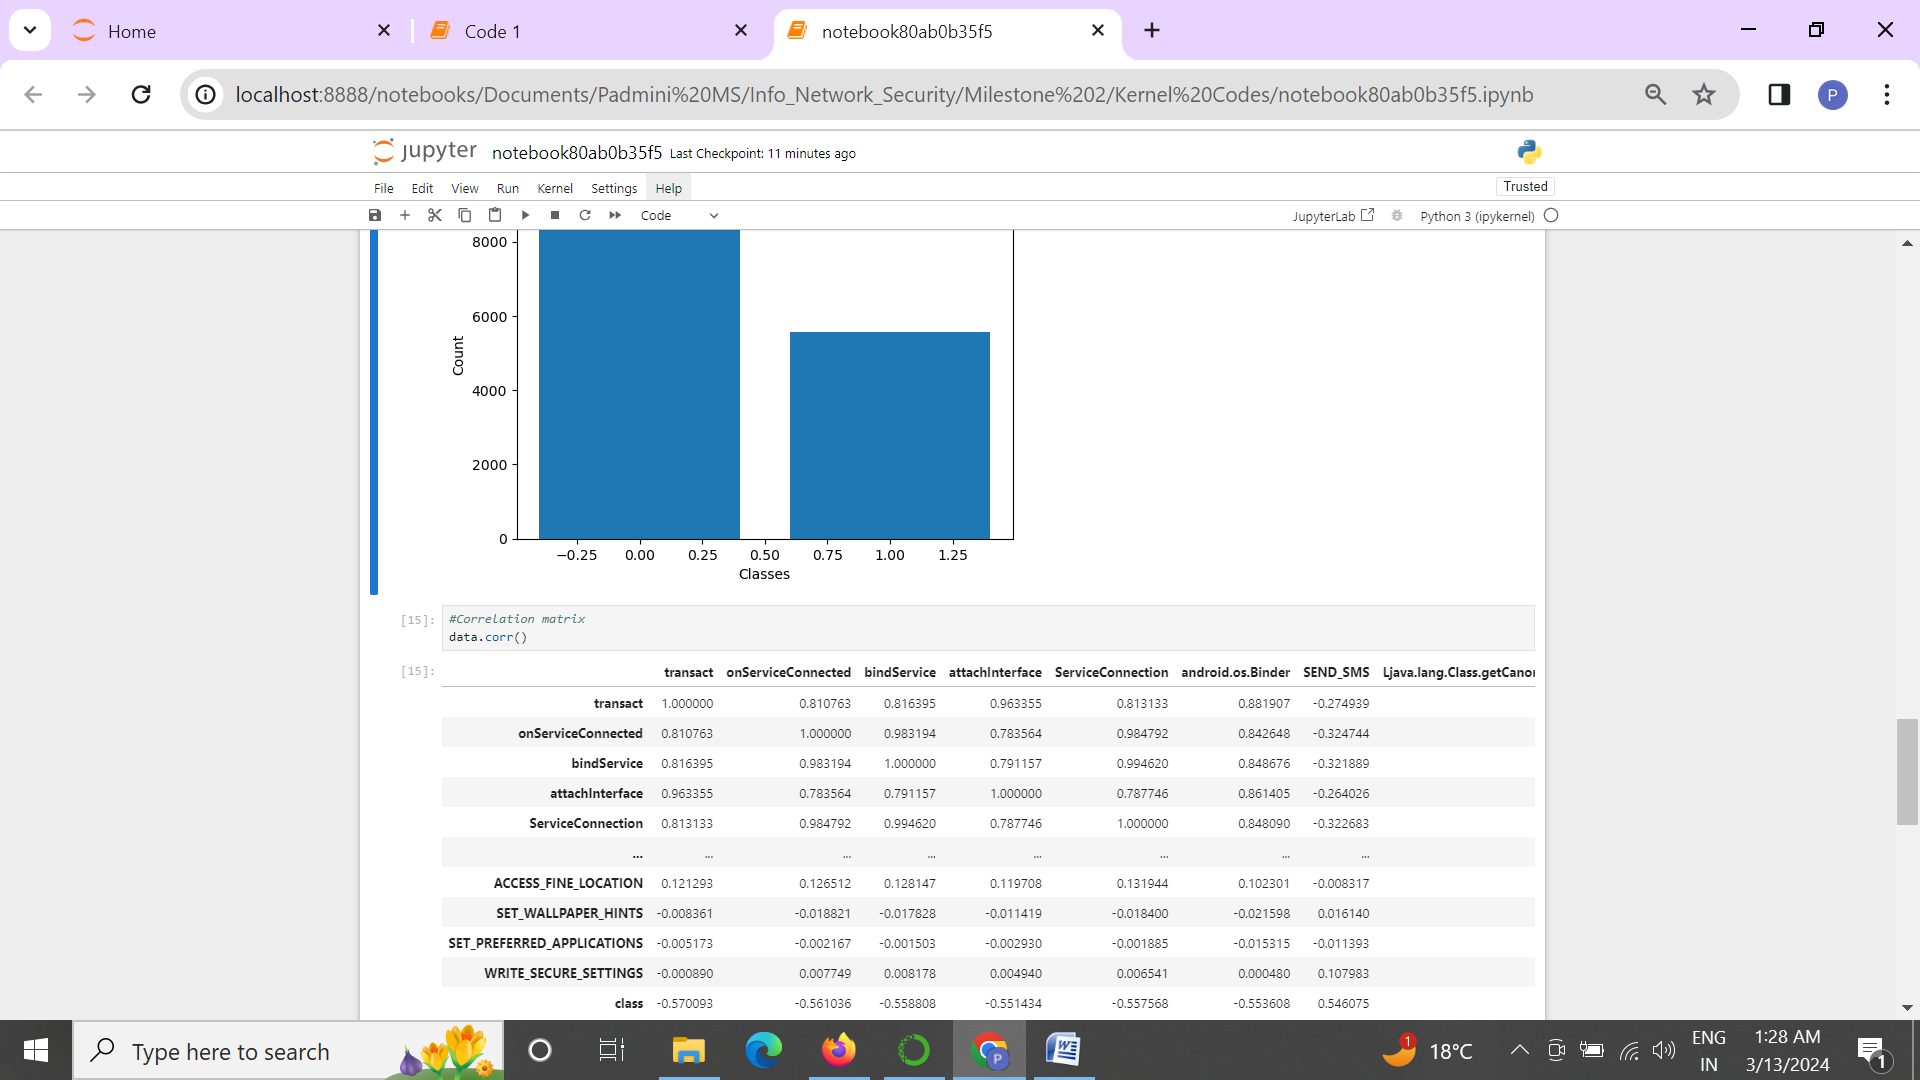 Home
Code 1
notebook80ab0b35f5
localhost:8888/notebooks/Documents/Padmini%20MS/Info_Network_Security/Milestone%202/Kernel%20Codes/notebook80ab0b35f5.ipynb
P
jupyter notebook80ab0b35f5 Last Checkpoint: 11 minutes ago
File Edit View Run Kernel Settings Help
Trusted
Code
JupyterLab
Python 3 (ipykernel)
8000
6000
4000
2000
0
Count
−0.25 0.00 0.25 0.50 0.75 1.00 1.25
Classes
[15]: #Correlation matrix
data.corr()
[15]: transact onServiceConnected bindService attachInterface ServiceConnection android.os.Binder SEND_SMS Ljava.lang.Class.getCanor
transact 1.000000 0.810763 0.816395 0.963355 0.813133 0.881907 -0.274939
onServiceConnected 0.810763 1.000000 0.983194 0.783564 0.984792 0.842648 -0.324744
bindService 0.816395 0.983194 1.000000 0.791157 0.994620 0.848676 -0.321889
attachInterface 0.963355 0.783564 0.791157 1.000000 0.787746 0.861405 -0.264026
ServiceConnection 0.813133 0.984792 0.994620 0.787746 1.000000 0.848090 -0.322683
... ... ... ... ... ... ... ...
ACCESS_FINE_LOCATION 0.121293 0.126512 0.128147 0.119708 0.131944 0.102301 -0.008317
SET_WALLPAPER_HINTS -0.008361 -0.018821 -0.017828 -0.011419 -0.018400 -0.021598 0.016140
SET_PREFERRED_APPLICATIONS -0.005173 -0.002167 -0.001503 -0.002930 -0.001885 -0.015315 -0.011393
WRITE_SECURE_SETTINGS -0.000890 0.007749 0.008178 0.004940 0.006541 0.000480 0.107983
class -0.570093 -0.561036 -0.558808 -0.551434 -0.557568 -0.553608 0.546075
Type here to search
P
1
18°C
ENG
IN
1:28 AM
3/13/2024
1